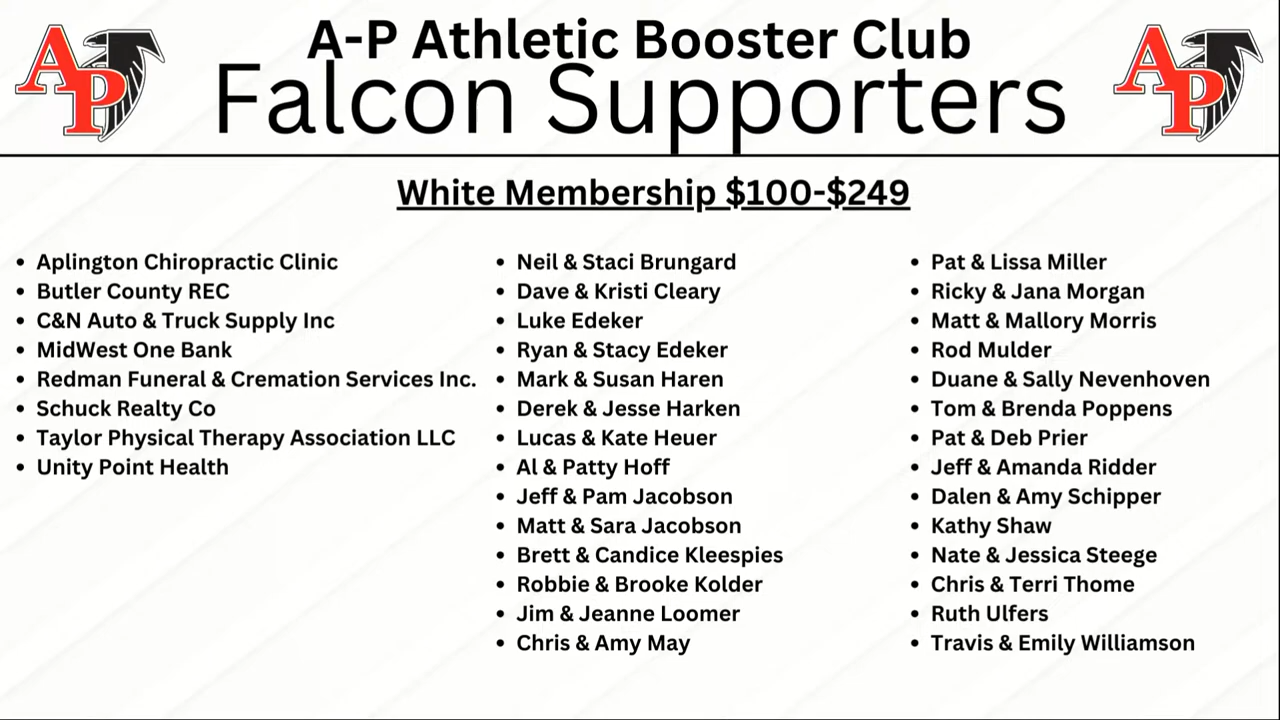 A-P Athletic Booster Club
Falcon Supporters
AP
AP
White Membership $100-$249
• Aplington Chiropractic Clinic
• Butler County REC
• C&N Auto & Truck Supply Inc
• MidWest One Bank
• Redman Funeral & Cremation Services Inc.
• Schuck Realty Co
• Taylor Physical Therapy Association LLC
• Unity Point Health
• Neil & Staci Brungard
• Dave & Kristi Cleary
• Luke Edeker
• Ryan & Stacy Edeker
• Mark & Susan Haren
• Derek & Jesse Harken
• Lucas & Kate Heuer
• Al & Patty Hoff
• Jeff & Pam Jacobson
• Matt & Sara Jacobson
• Brett & Candice Kleespies
• Robbie & Brooke Kolder
• Jim & Jeanne Loomer
• Chris & Amy May
• Pat & Lissa Miller
• Ricky & Jana Morgan
• Matt & Mallory Morris
• Rod Mulder
• Duane & Sally Nevenhoven
• Tom & Brenda Poppens
• Pat & Deb Prier
• Jeff & Amanda Ridder
• Dalen & Amy Schipper
• Kathy Shaw
• Nate & Jessica Steege
• Chris & Terri Thome
• Ruth Ulfers
• Travis & Emily Williamson